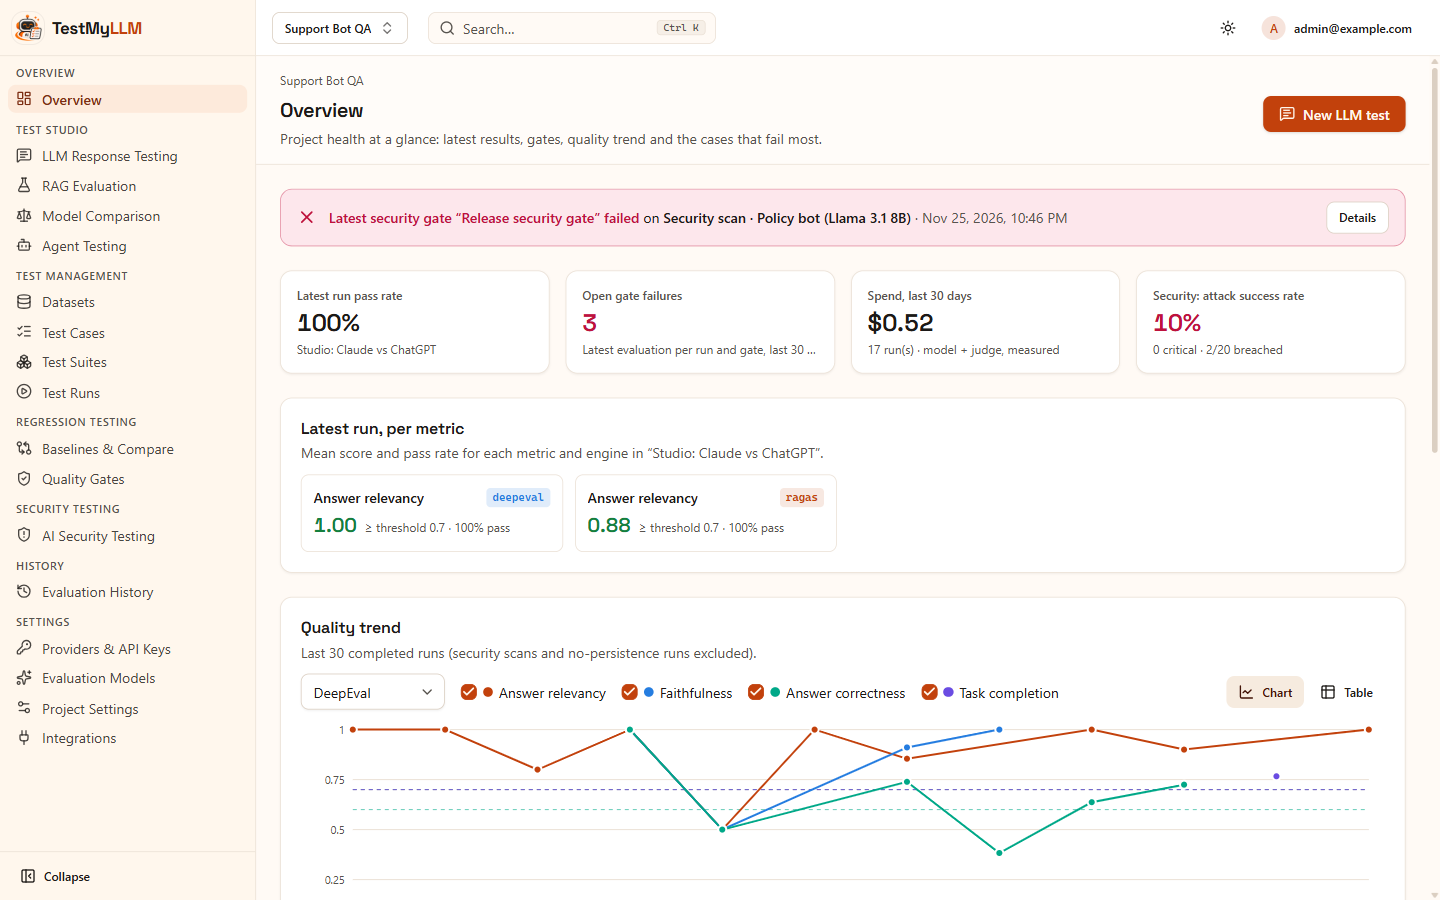 TestMyLLM
Support Bot QA
Search...
Ctrl K
A
admin@example.com
OVERVIEW
Overview
TEST STUDIO
LLM Response Testing
RAG Evaluation
Model Comparison
Agent Testing
TEST MANAGEMENT
Datasets
Test Cases
Test Suites
Test Runs
REGRESSION TESTING
Baselines & Compare
Quality Gates
SECURITY TESTING
AI Security Testing
HISTORY
Evaluation History
SETTINGS
Providers & API Keys
Evaluation Models
Project Settings
Integrations
Collapse
Support Bot QA
Overview
Project health at a glance: latest results, gates, quality trend and the cases that fail most.
New LLM test
Latest security gate “Release security gate” failed on Security scan · Policy bot (Llama 3.1 8B) · Nov 25, 2026, 10:46 PM
Details
Latest run pass rate
100%
Studio: Claude vs ChatGPT
Open gate failures
3
Latest evaluation per run and gate, last 30 ...
Spend, last 30 days
$0.52
17 run(s) · model + judge, measured
Security: attack success rate
10%
0 critical · 2/20 breached
Latest run, per metric
Mean score and pass rate for each metric and engine in “Studio: Claude vs ChatGPT”.
Answer relevancy deepeval
1.00 ≥ threshold 0.7 · 100% pass
Answer relevancy ragas
0.88 ≥ threshold 0.7 · 100% pass
Quality trend
Last 30 completed runs (security scans and no-persistence runs excluded).
DeepEval
Answer relevancy
Faithfulness
Answer correctness
Task completion
Chart
Table
1
0.75
0.5
0.25